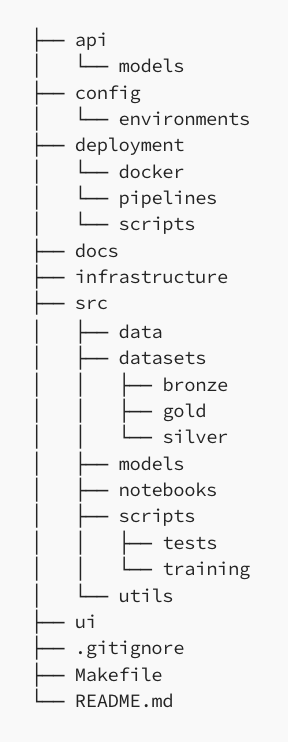 ├── api
│   └── models
├── config
│   └── environments
├── deployment
│   └── docker
│   └── pipelines
│   └── scripts
├── docs
├── infrastructure
├── src
│   ├── data
│   ├── datasets
│   │   ├── bronze
│   │   ├── gold
│   │   └── silver
│   ├── models
│   ├── notebooks
│   ├── scripts
│   │   ├── tests
│   │   └── training
│   └── utils
├── ui
├── .gitignore
├── Makefile
└── README.md